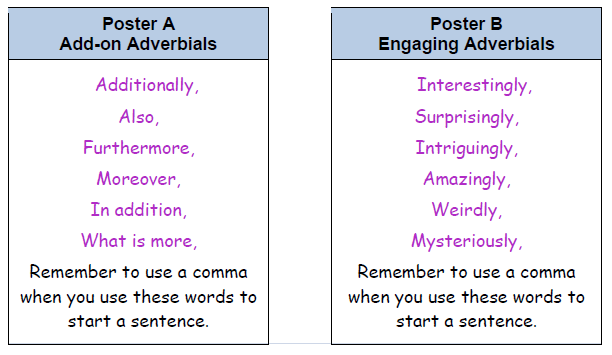 Poster A
Add-on Adverbials
Additionally,
Also,
Furthermore,
Moreover,
In addition,
What is more,
Remember to use a comma
when you use these words to
start a sentence.
Poster B
Engaging Adverbials
Interestingly,
Surprisingly,
Intriguingly,
Amazingly,
Weirdly,
Mysteriously,
Remember to use a comma
when you use these words to
start a sentence.